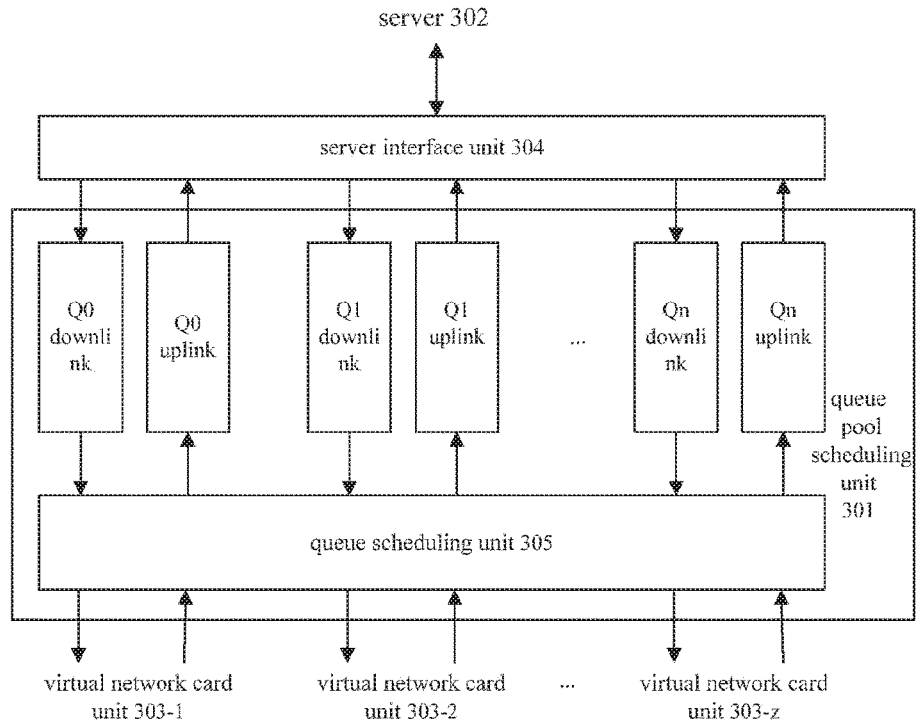 server 302
server interface unit 304
Q0
downli
nk
Q0
uplink
Q1
downli
nk
Q1
uplink
...
Qn
downli
nk
Qn
uplink
queue
pool
scheduling
unit
301
queue scheduling unit 305
virtual network card
unit 303-1
virtual network card
unit 303-2
...
virtual network card
unit 303-z